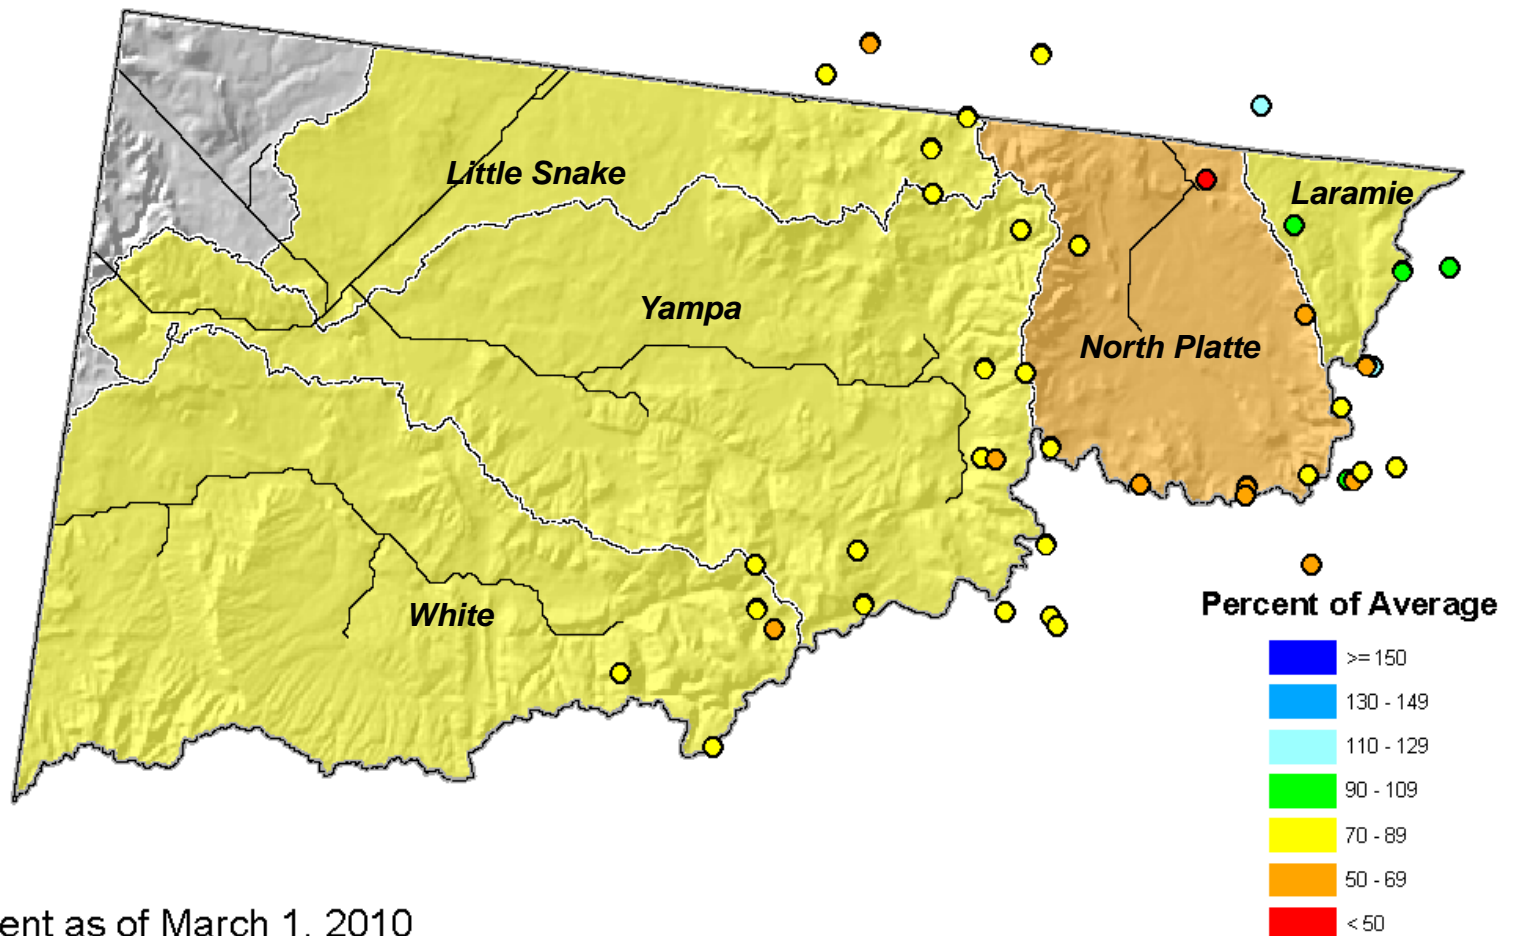 Little Snake
Laramie
Yampa
North Platte
White
Percent of Average
>= 150
130 - 149
110 - 129
90 - 109
70 - 89
50 - 69
< 50
ent as of March 1, 2010